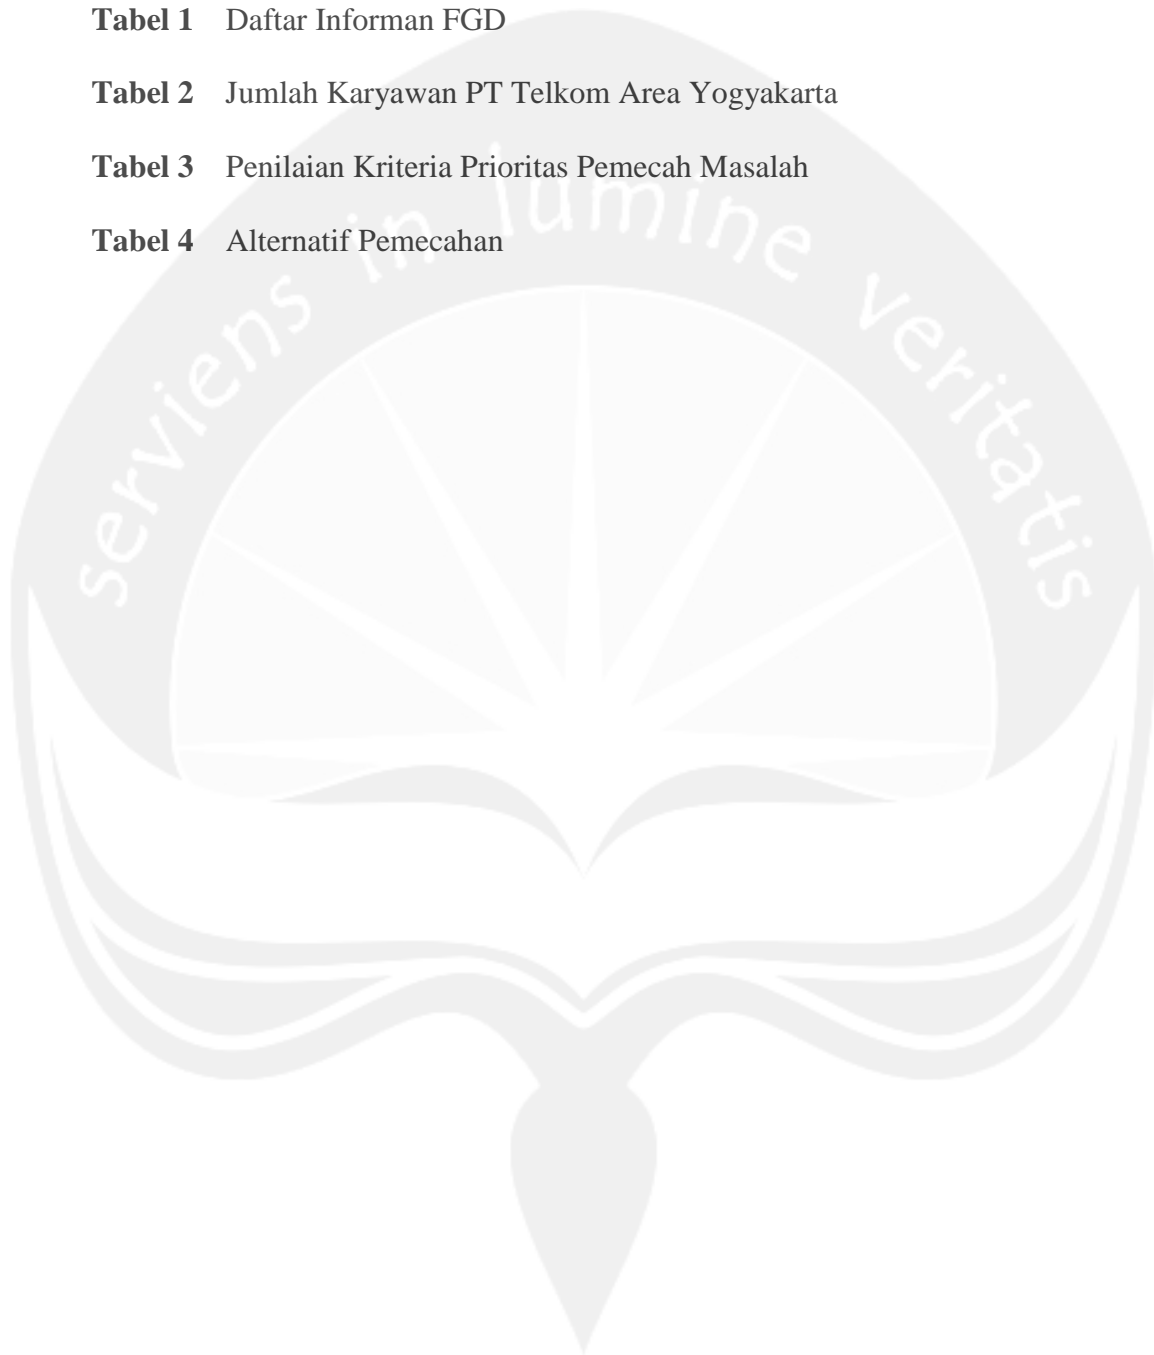 Tabel 1 Daftar Informan FGD
Tabel 2 Jumlah Karyawan PT Telkom Area Yogyakarta
Tabel 3 Penilaian Kriteria Prioritas Pemecah Masalah
Tabel 4 Alternatif Pemecahan
serviens in lumine veritatis